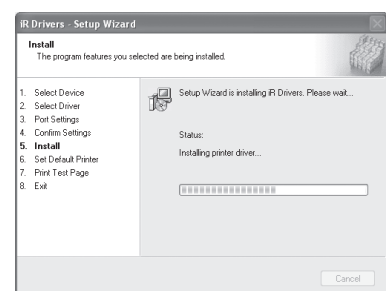 iR Drivers - Setup Wizard
Install
The program features you selected are being installed.
1. Select Device
2. Select Driver
3. Port Settings
4. Confirm Settings
5. Install
6. Set Default Printer
7. Print Test Page
8. Exit
Setup Wizard is installing iR Drivers. Please wait...
Status:
Installing printer driver...
Cancel